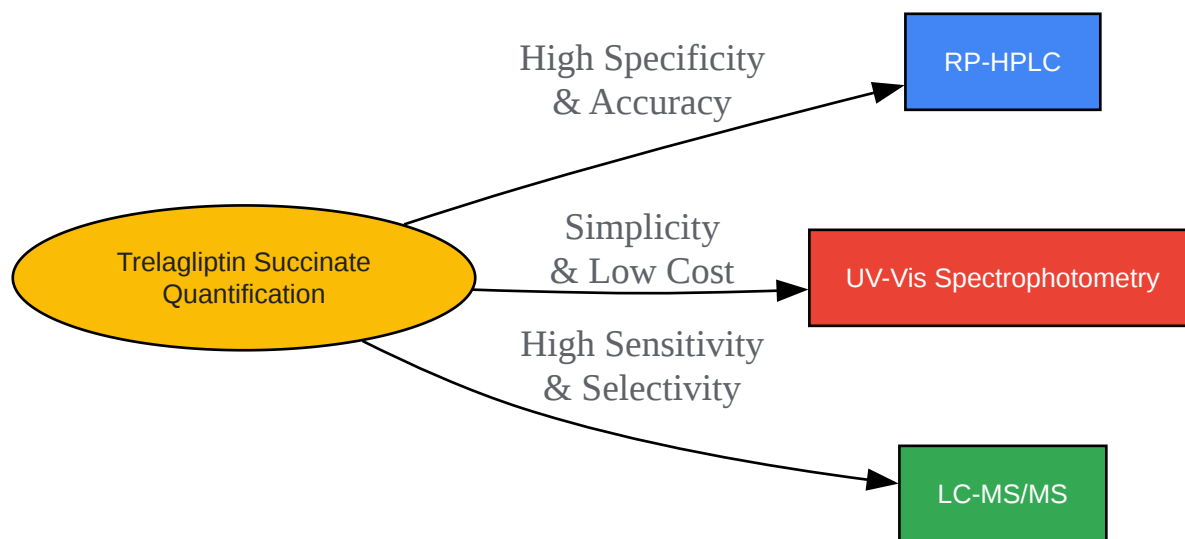 Trelagliptin Succinate
Quantification
High Specificity
& Accuracy
RP-HPLC
Simplicity
& Low Cost
UV-Vis Spectrophotometry
High Sensitivity
& Selectivity
LC-MS/MS